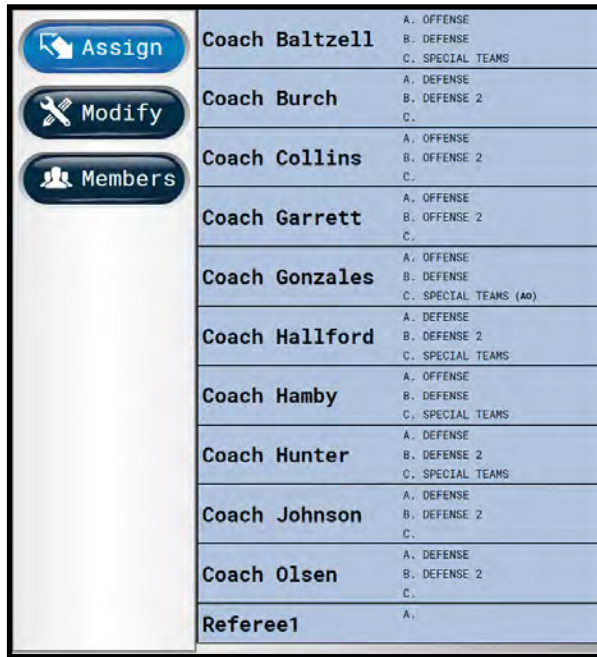 Assign
Modify
Members
Coach Baltzell
A. OFFENSE
B. DEFENSE
C. SPECIAL TEAMS
Coach Burch
A. DEFENSE
B. DEFENSE 2
C.
Coach Collins
A. OFFENSE
B. OFFENSE 2
C.
Coach Garrett
A. OFFENSE
B. OFFENSE 2
C.
Coach Gonzales
A. OFFENSE
B. DEFENSE
C. SPECIAL TEAMS (AO)
Coach Hallford
A. DEFENSE
B. DEFENSE 2
C. SPECIAL TEAMS
Coach Hamby
A. OFFENSE
B. DEFENSE
C. SPECIAL TEAMS
Coach Hunter
A. DEFENSE
B. DEFENSE 2
C. SPECIAL TEAMS
Coach Johnson
A. DEFENSE
B. DEFENSE 2
C.
Coach Olsen
A. DEFENSE
B. DEFENSE 2
C.
Referee1
A.